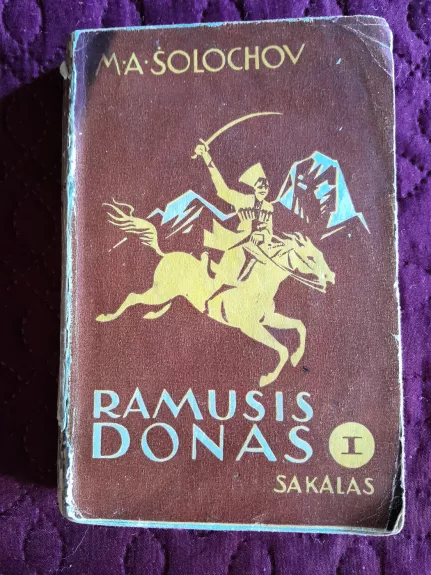 M·A·ŠOLOCHOV
RAMUSIS
DONAS I
SAKALAS